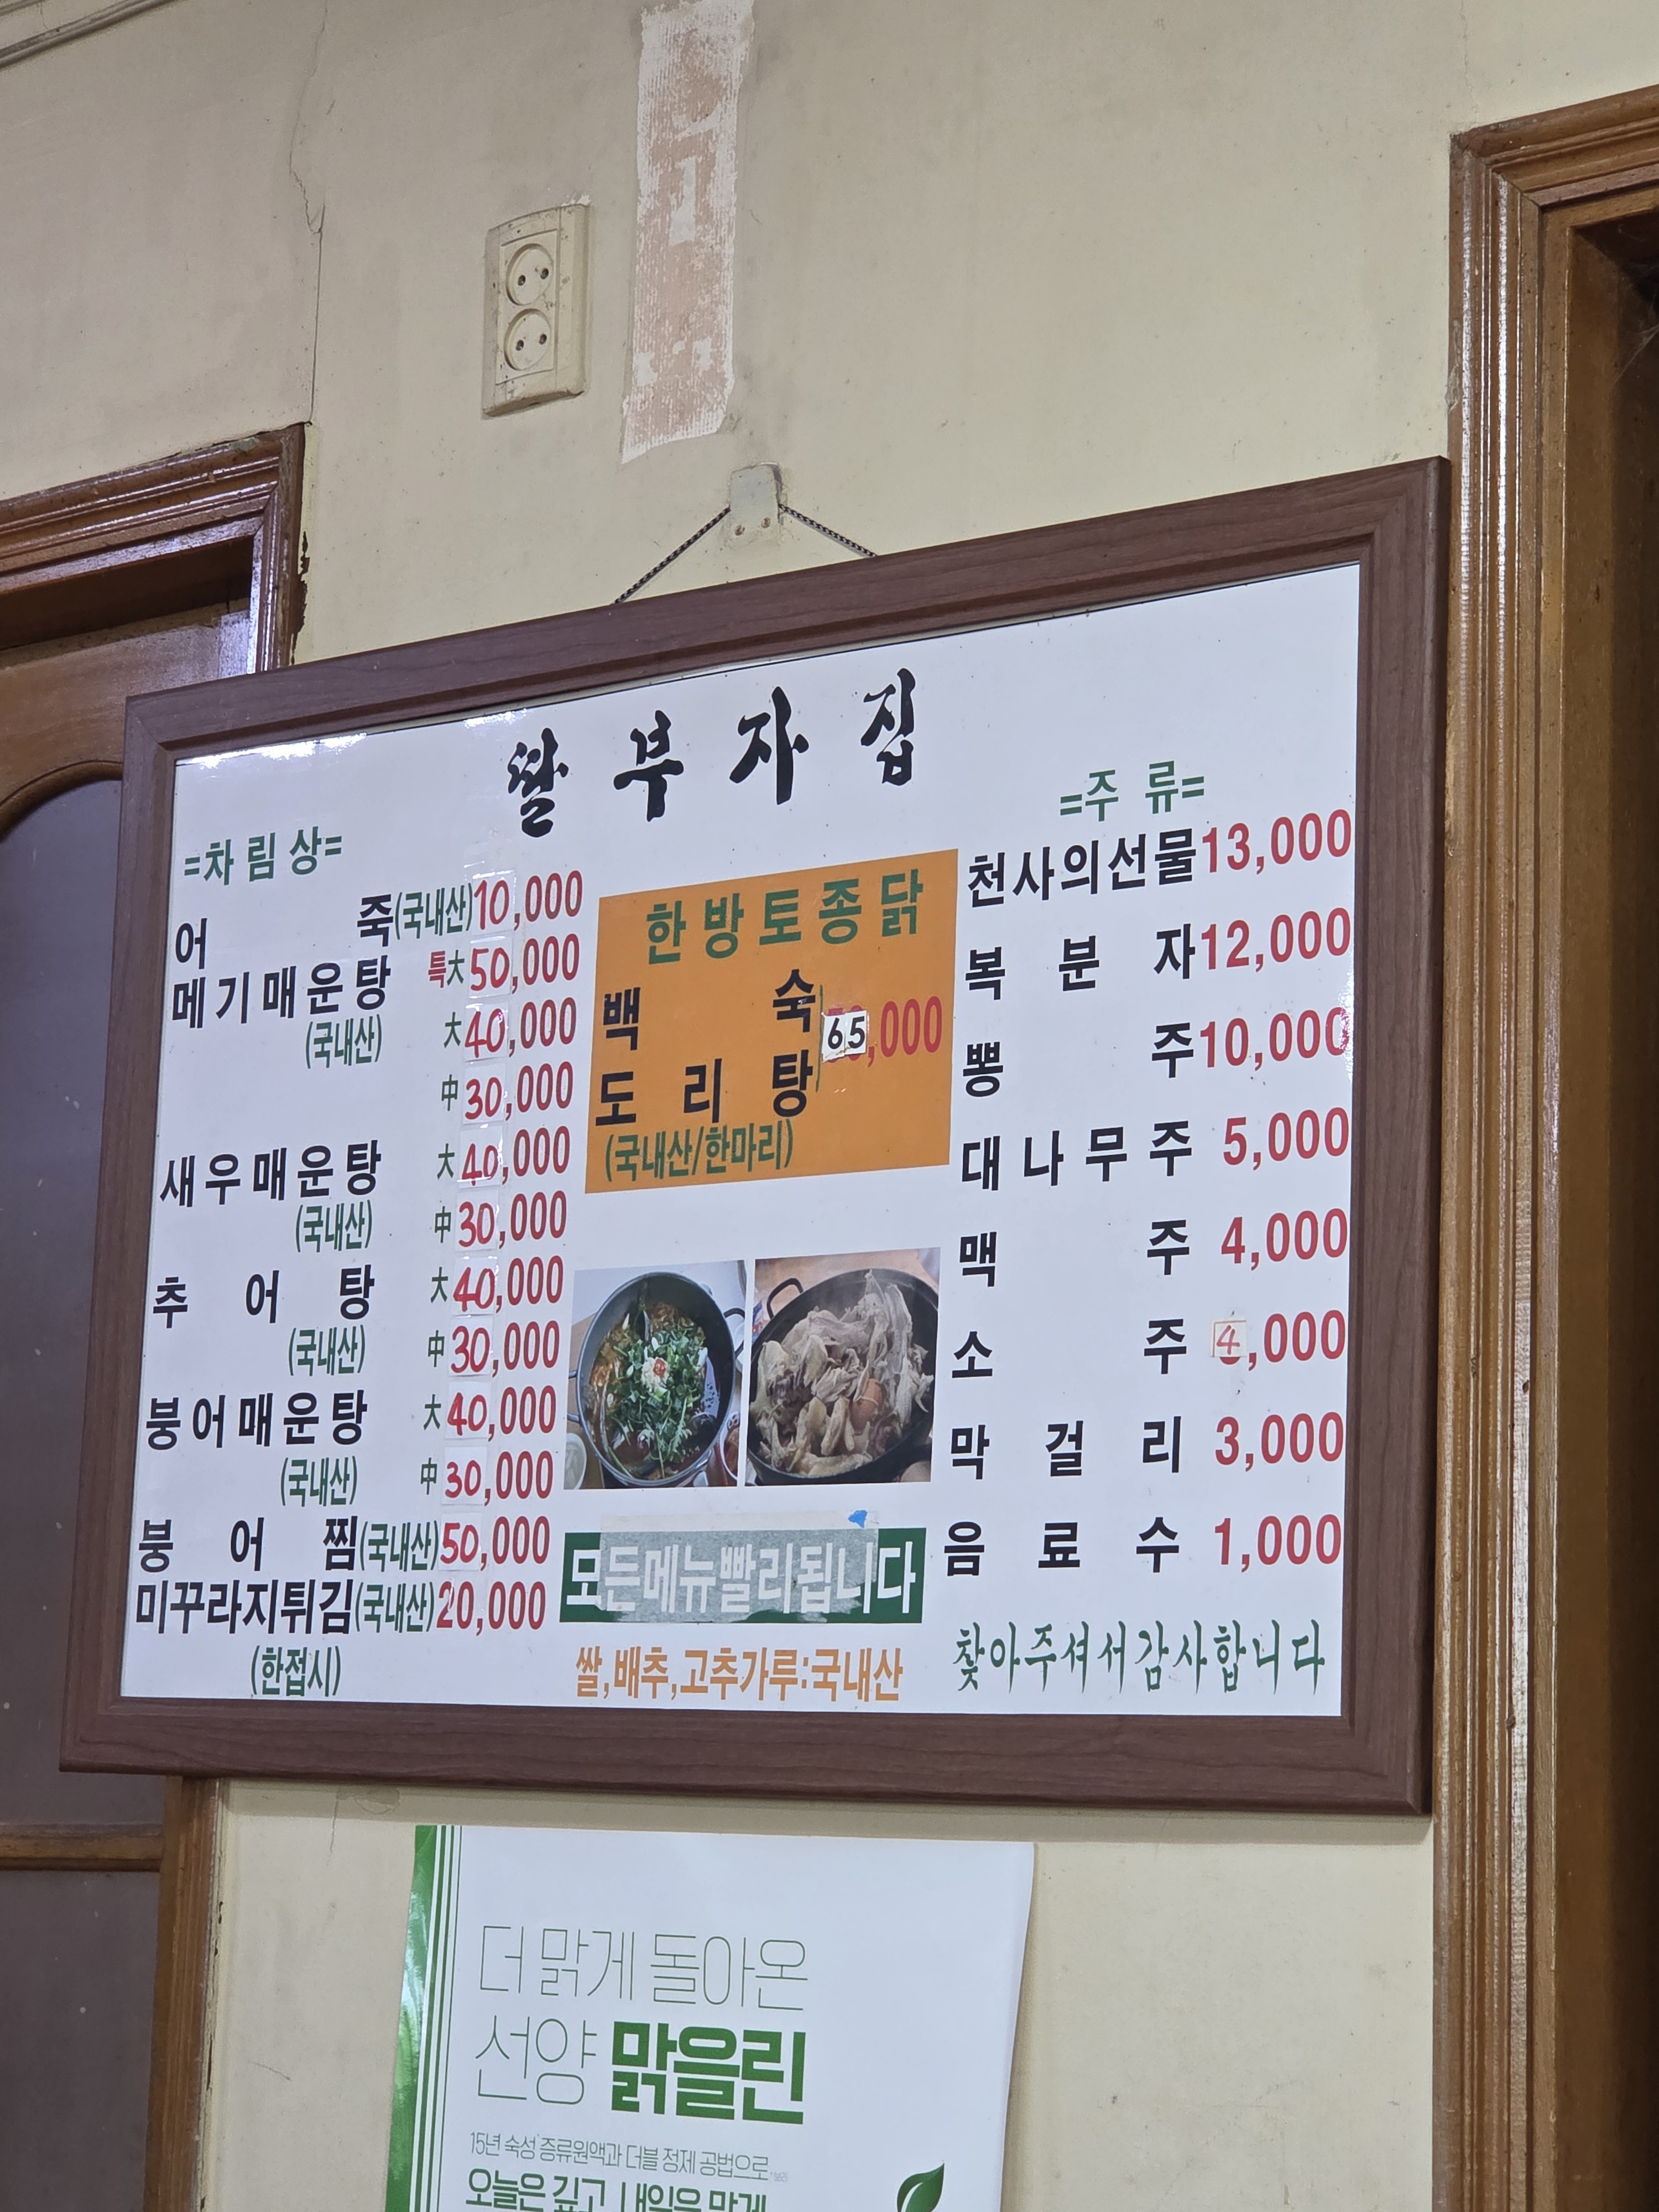 쌀부자집
=차림상=
어죽(국내산)10,000
메기매운탕 특大50,000
(국내산) 大40,000
中30,000
새우매운탕 大40,000
(국내산) 中30,000
추어탕 大40,000
(국내산) 中30,000
붕어매운탕 大40,000
(국내산) 中30,000
붕어찜(국내산)50,000
미꾸라지튀김(국내산)20,000
(한접시)
한방토종닭
백숙
65,000
도리탕
(국내산/한마리)
모든메뉴빨리됩니다
쌀,배추,고추가루:국내산
=주류=
천사의선물13,000
복분자12,000
뽕주10,000
대나무주 5,000
맥주 4,000
소주 4,000
막걸리 3,000
음료수 1,000
찾아주셔서감사합니다
더 맑게 돌아온
선양 맑을린
15년 숙성 증류원액과 더블 정제 공법으로
오늘은 깊고, 내일은 맑게